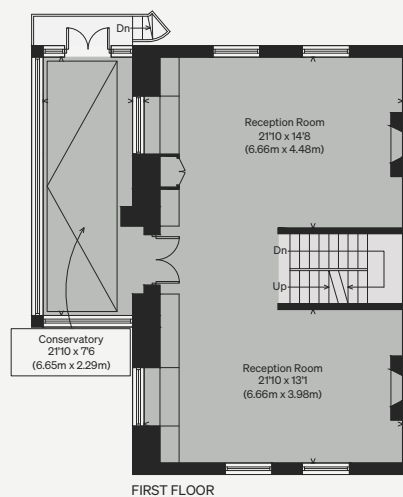 Dn
Reception Room
21'10 x 14'8
(6.66m x 4.48m)
Dn
Up
Conservatory
21'10 x 7'6
(6.65m x 2.29m)
Reception Room
21'10 x 13'1
(6.66m x 3.98m)
FIRST FLOOR